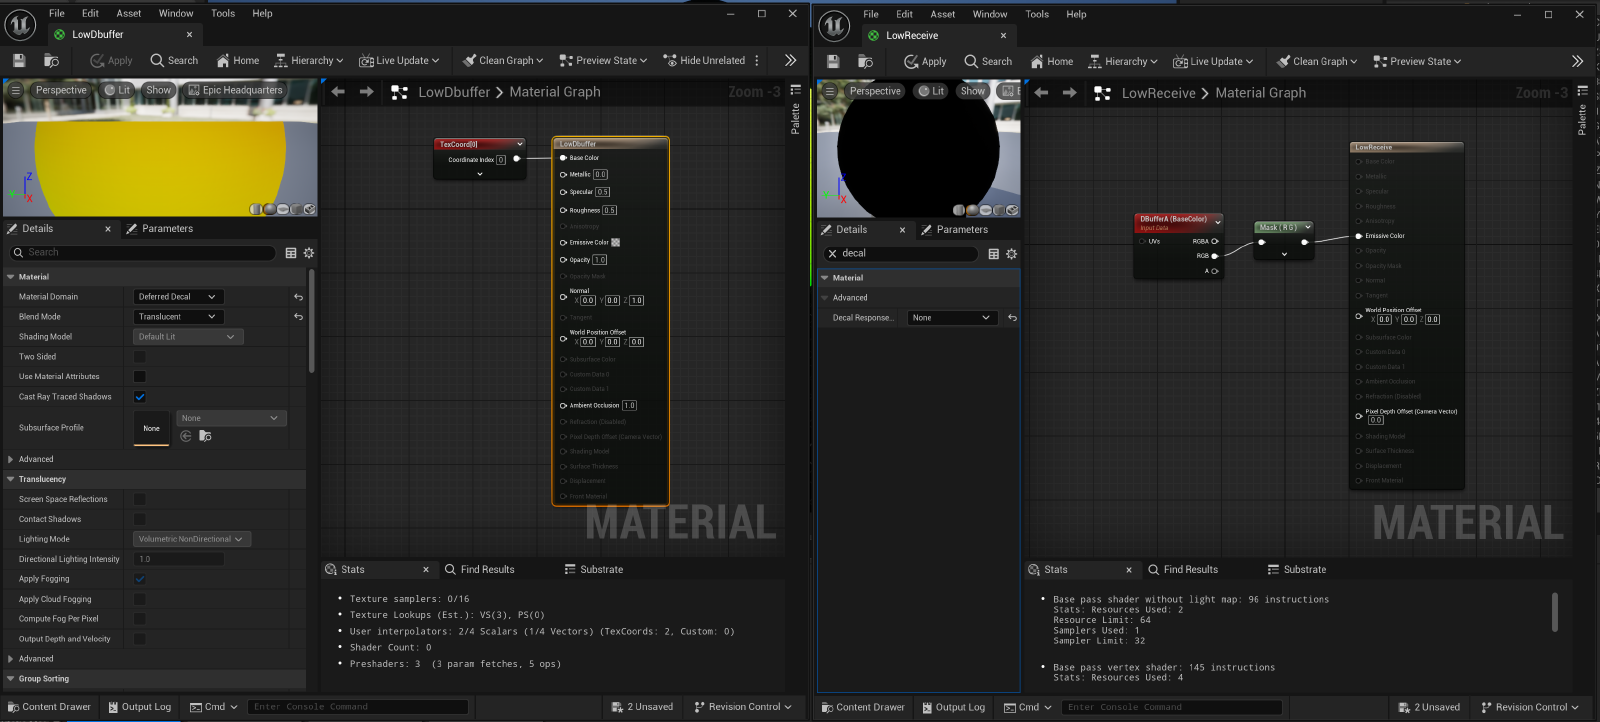 File Edit Asset Window Tools Help
LowDbuffer
Apply Search Home Hierarchy Live Update Clean Graph Preview State Hide Unrelated
Perspective Lit Show Epic Headquarters
LowDbuffer > Material Graph Zoom -3
Palette
Z
Y
X
Details
Parameters
Search
Material
Material Domain Deferred Decal
Blend Mode Translucent
Shading Model Default Lit
Two Sided
Use Material Attributes
Cast Ray Traced Shadows
Subsurface Profile None None
Advanced
Translucency
Screen Space Reflections
Contact Shadows
Lighting Mode Volumetric NonDirectional
Directional Lighting Intensity 1.0
Apply Fogging
Apply Cloud Fogging
Compute Fog Per Pixel
Output Depth and Velocity
Advanced
Group Sorting
TexCoord[0]
Coordinate Index 0
LowDbuffer
Base Color
Metallic 0.0
Specular 0.5
Roughness 0.5
Anisotropy
Emissive Color
Opacity 1.0
Opacity Mask
Normal
X 0.0 Y 0.0 Z 1.0
Tangent
World Position Offset
X 0.0 Y 0.0 Z 0.0
Subsurface Color
Custom Data 0
Custom Data 1
Ambient Occlusion 1.0
Refraction (Disabled)
Pixel Depth Offset (Camera Vector)
Shading Model
Surface Thickness
Displacement
Front Material
MATERIAL
Stats Find Results Substrate
Texture samplers: 0/16
Texture Lookups (Est.): VS(3), PS(0)
User interpolators: 2/4 Scalars (1/4 Vectors) (TexCoords: 2, Custom: 0)
Shader Count: 0
Preshaders: 3 (3 param fetches, 5 ops)
Content Drawer Output Log Cmd Enter Console Command 2 Unsaved Revision Control
File Edit Asset Window Tools Help
LowReceive
Apply Search Home Hierarchy Live Update Clean Graph Preview State
Perspective Lit Show E
LowReceive > Material Graph Zoom -3
Palette
Z
Y
X
Details
Parameters
decal
Material
Advanced
Decal Response... None
DBufferA (BaseColor)
Input Data
UVs RGBA
RGB
A
Mask ( R G )
LowReceive
Base Color
Metallic
Specular
Roughness
Anisotropy
Emissive Color
Opacity
Opacity Mask
Normal
Tangent
World Position Offset
X 0.0 Y 0.0 Z 0.0
Subsurface Color
Custom Data 0
Custom Data 1
Ambient Occlusion
Refraction (Disabled)
Pixel Depth Offset (Camera Vector)
0.0
Shading Model
Surface Thickness
Displacement
Front Material
MATERIAL
Stats Find Results Substrate
Base pass shader without light map: 96 instructions
Stats: Resources Used: 2
Resource Limit: 64
Samplers Used: 1
Sampler Limit: 32
Base pass vertex shader: 145 instructions
Stats: Resources Used: 4
Content Drawer Output Log Cmd Enter Console Command 2 Unsaved Revision Control